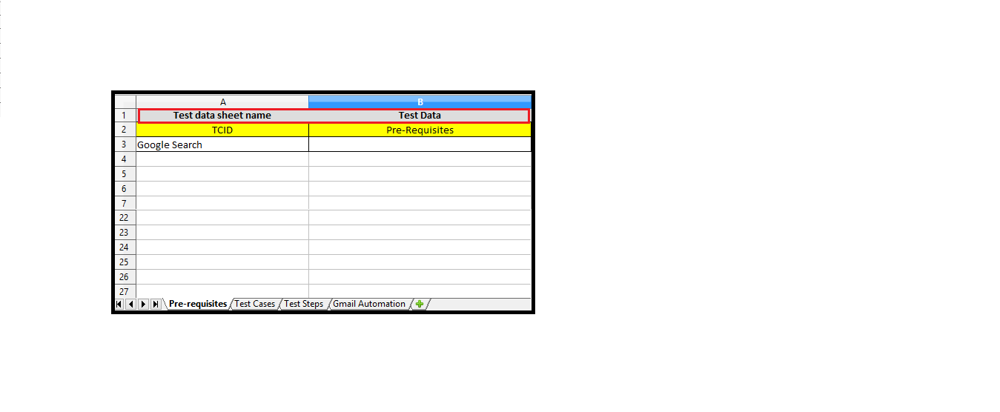 A B
1 Test data sheet name Test Data
2 TCID Pre-Requisites
3 Google Search
4
5
6
7
22
23
24
25
26
27
Pre-requisites Test Cases Test Steps Gmail Automation